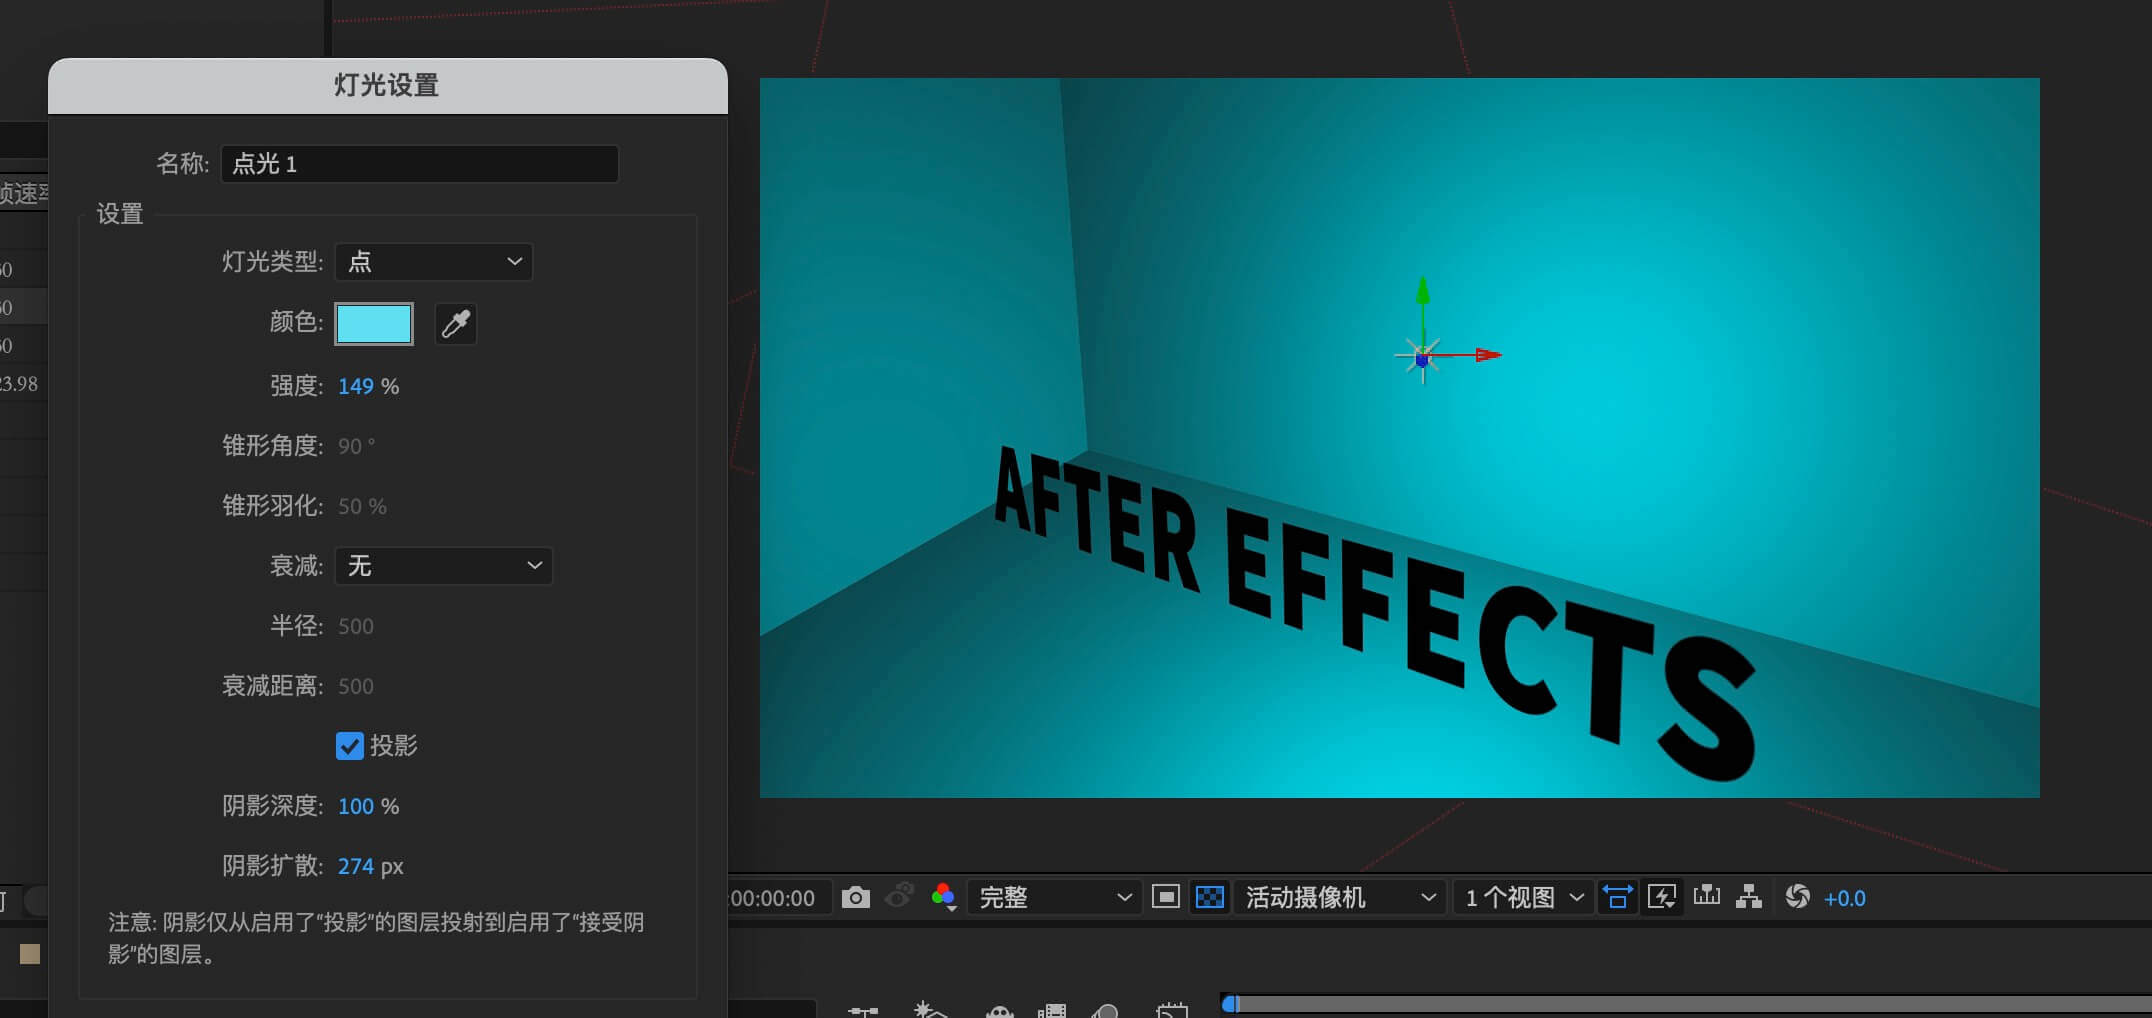 灯光设置
名称: 点光 1
帧速率
设置
灯光类型: 点
颜色:
强度: 149 %
锥形角度: 90 °
锥形羽化: 50 %
衰减: 无
半径: 500
衰减距离: 500
投影
阴影深度: 100 %
阴影扩散: 274 px
注意: 阴影仅从启用了“投影”的图层投射到启用了“接受阴
影”的图层。
60
60
60
23.98
AFTER EFFECTS
:00:00:00
完整
活动摄像机
1 个视图
+0.0